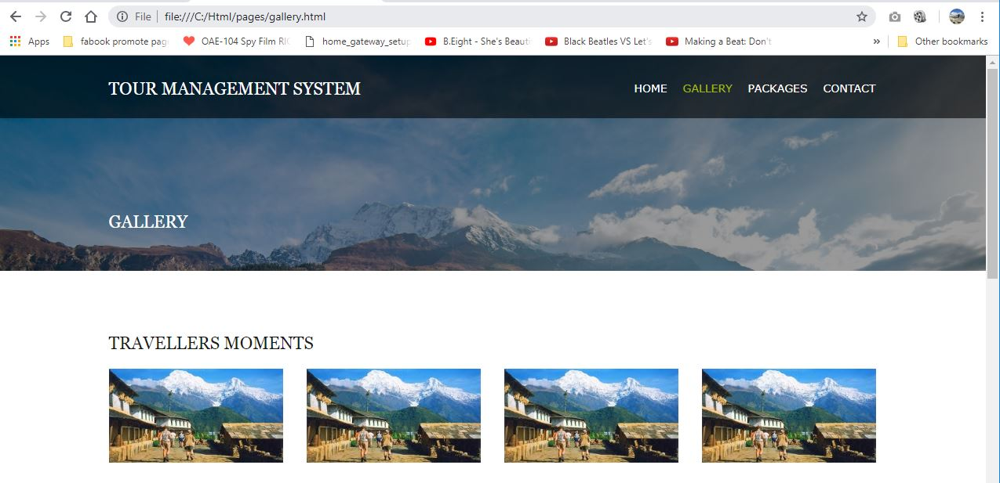 File file:///C:/Html/pages/gallery.html
Apps fabook promote pag OAE-104 Spy Film RI home_gateway_setup B.Eight - She's Beauti Black Beatles VS Let's Making a Beat: Don't » Other bookmarks
TOUR MANAGEMENT SYSTEM HOME GALLERY PACKAGES CONTACT
GALLERY
TRAVELLERS MOMENTS